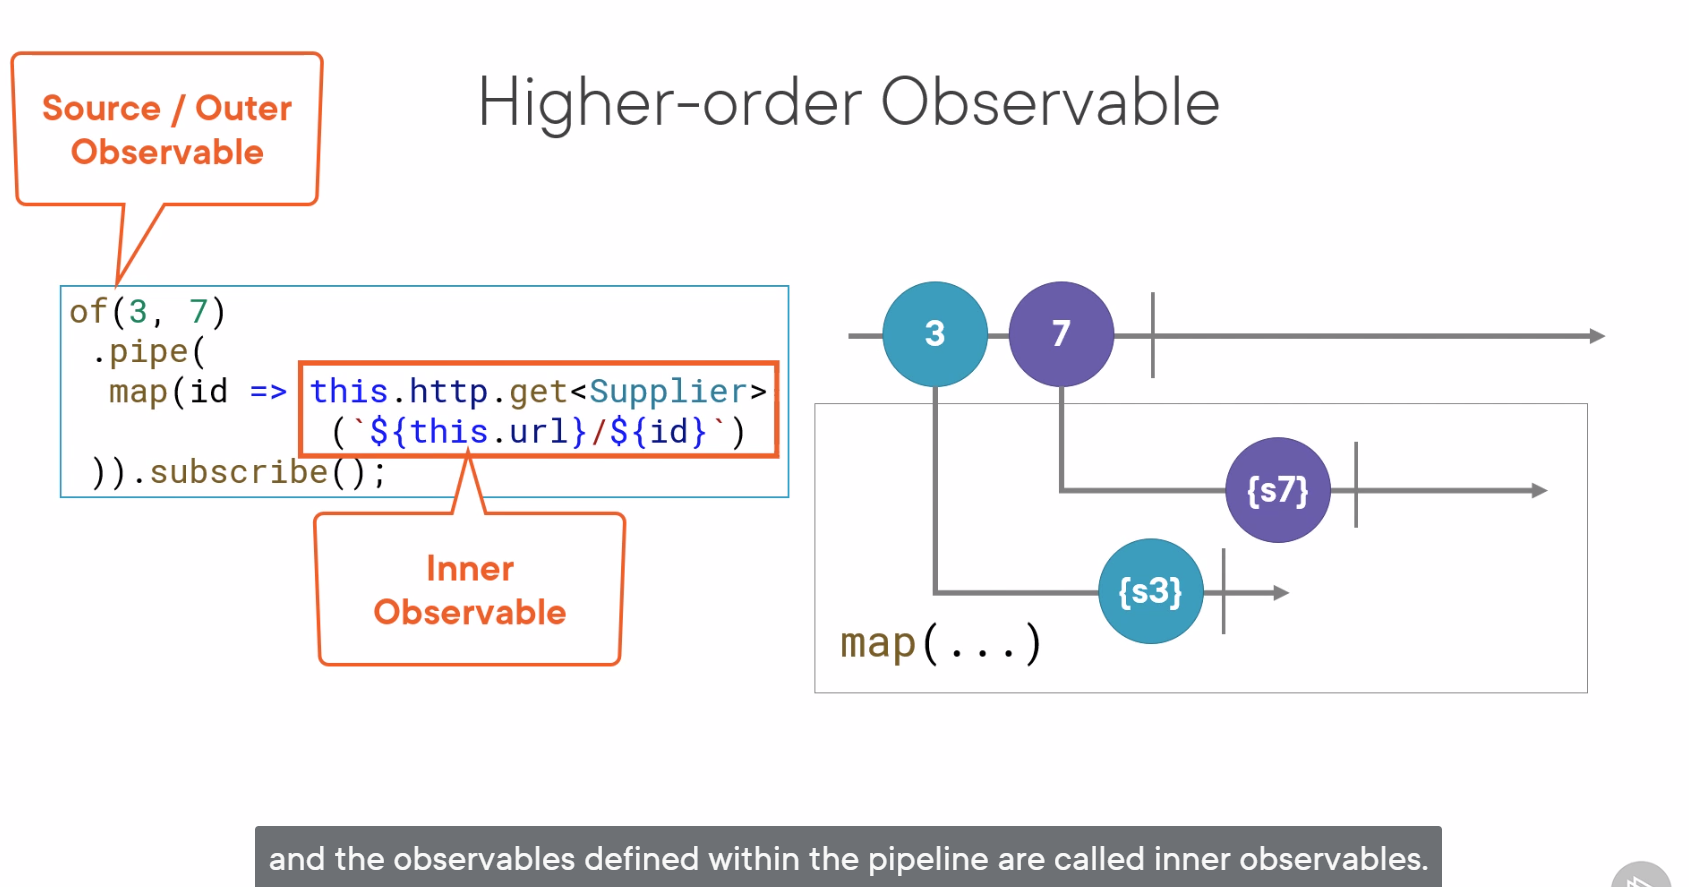 Higher-order Observable
Source / Outer
Observable
of(3, 7)
.pipe(
map(id => this.http.get<Supplier>
(`${this.url}/${id}`)
)).subscribe();
Inner
Observable
3
7
{s7}
{s3}
map(...)
and the observables defined within the pipeline are called inner observables.